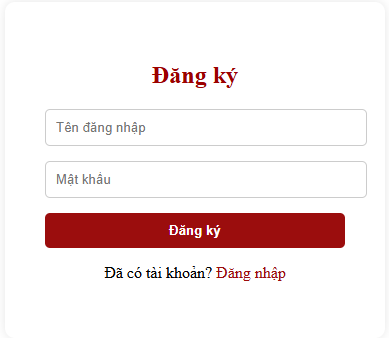 Đăng ký
Tên đăng nhập
Mật khẩu
Đăng ký
Đã có tài khoản? Đăng nhập